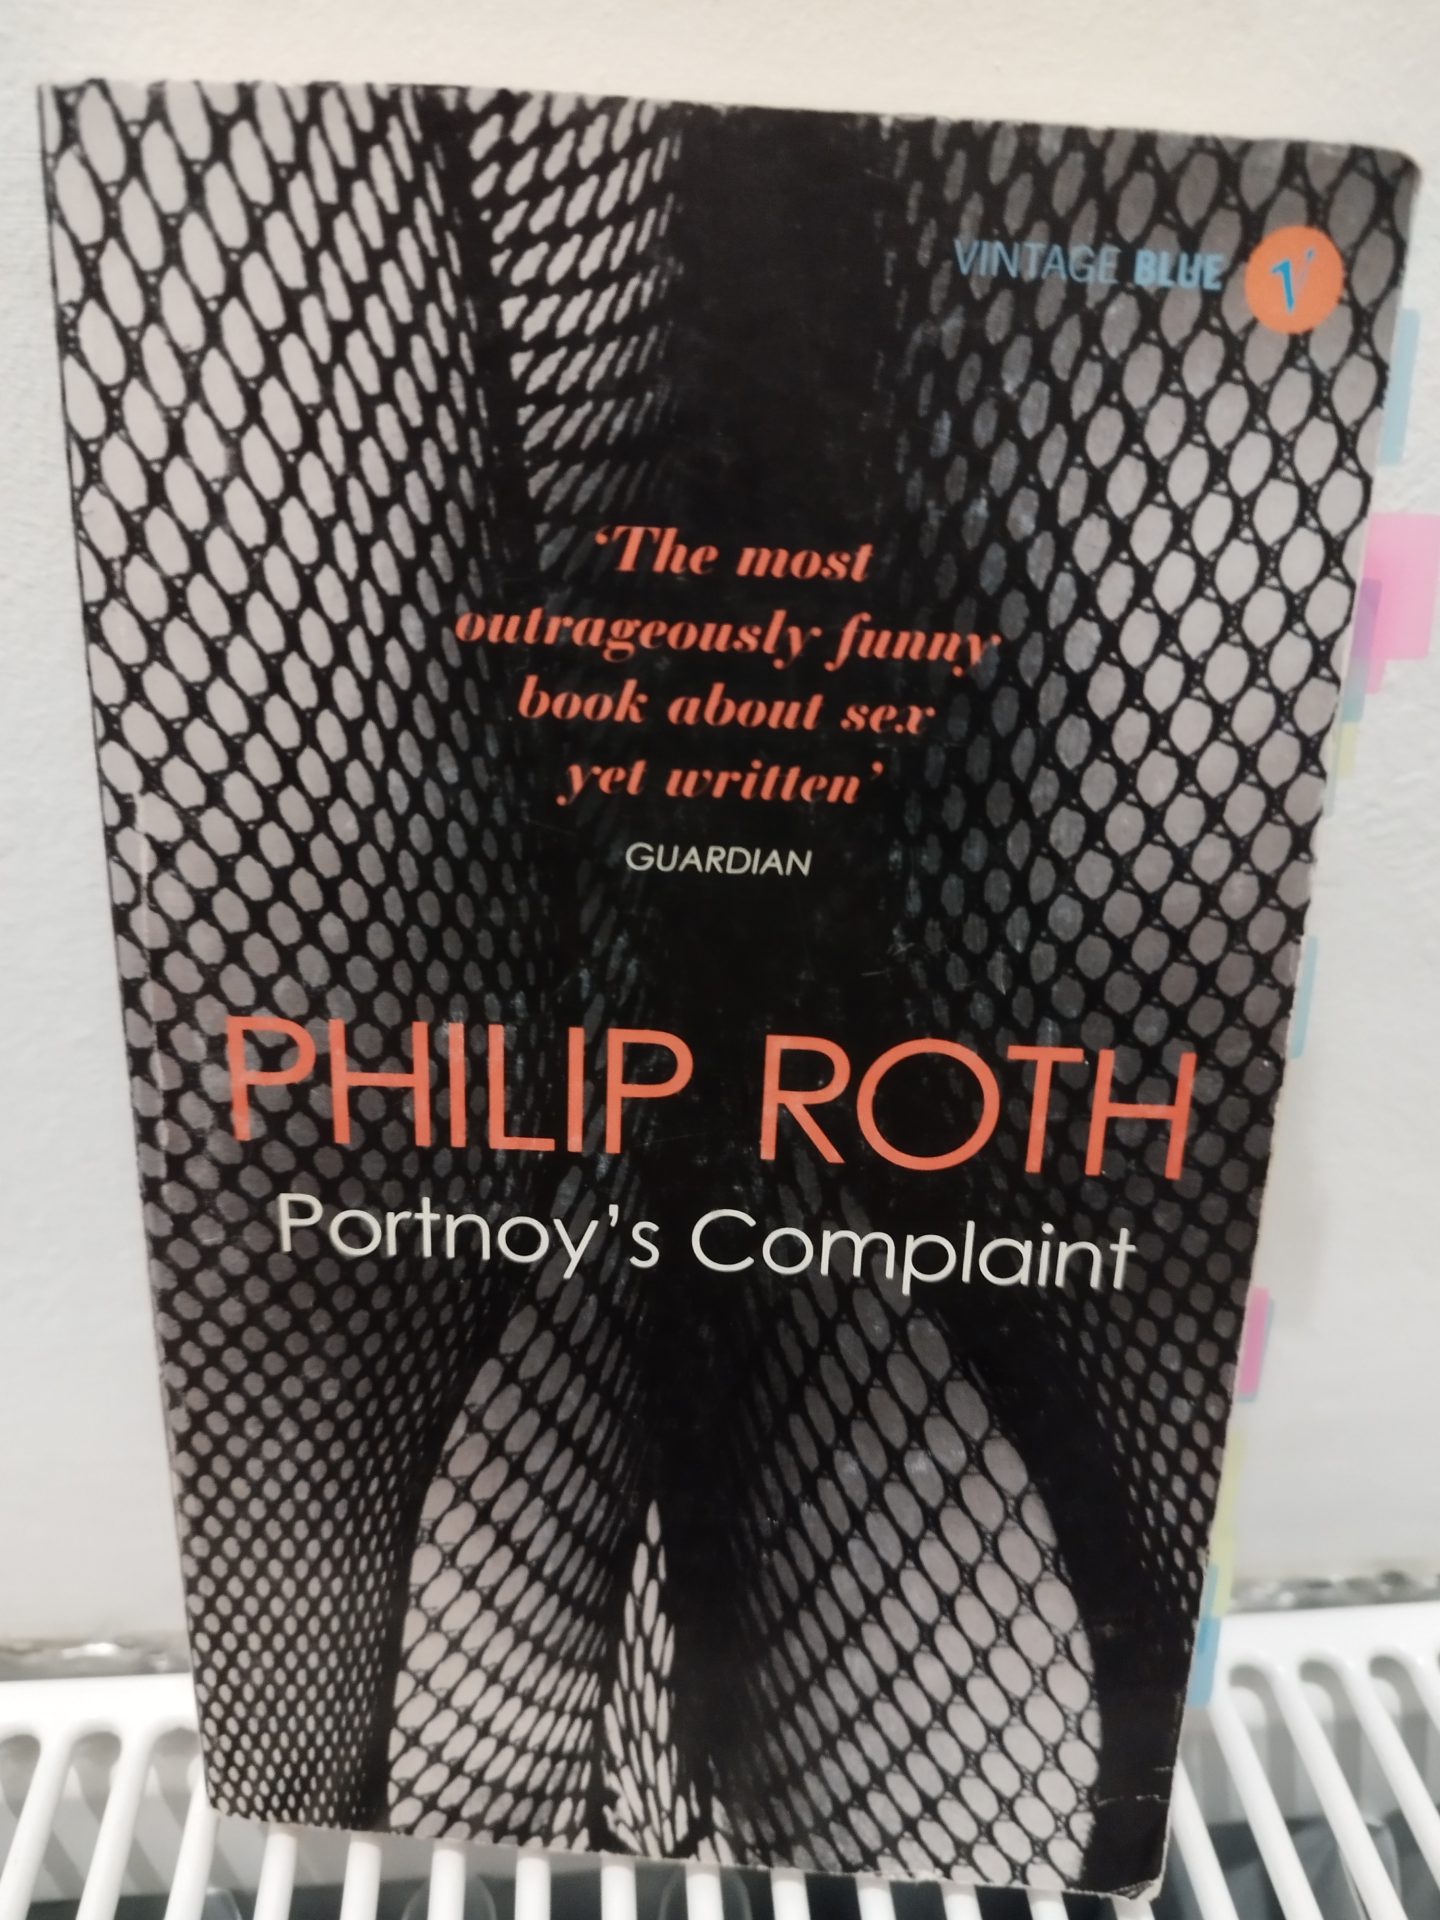 VINTAGE BLUE V
‘The most
outrageously funny
book about sex
yet written’
GUARDIAN
PHILIP ROTH
Portnoy’s Complaint